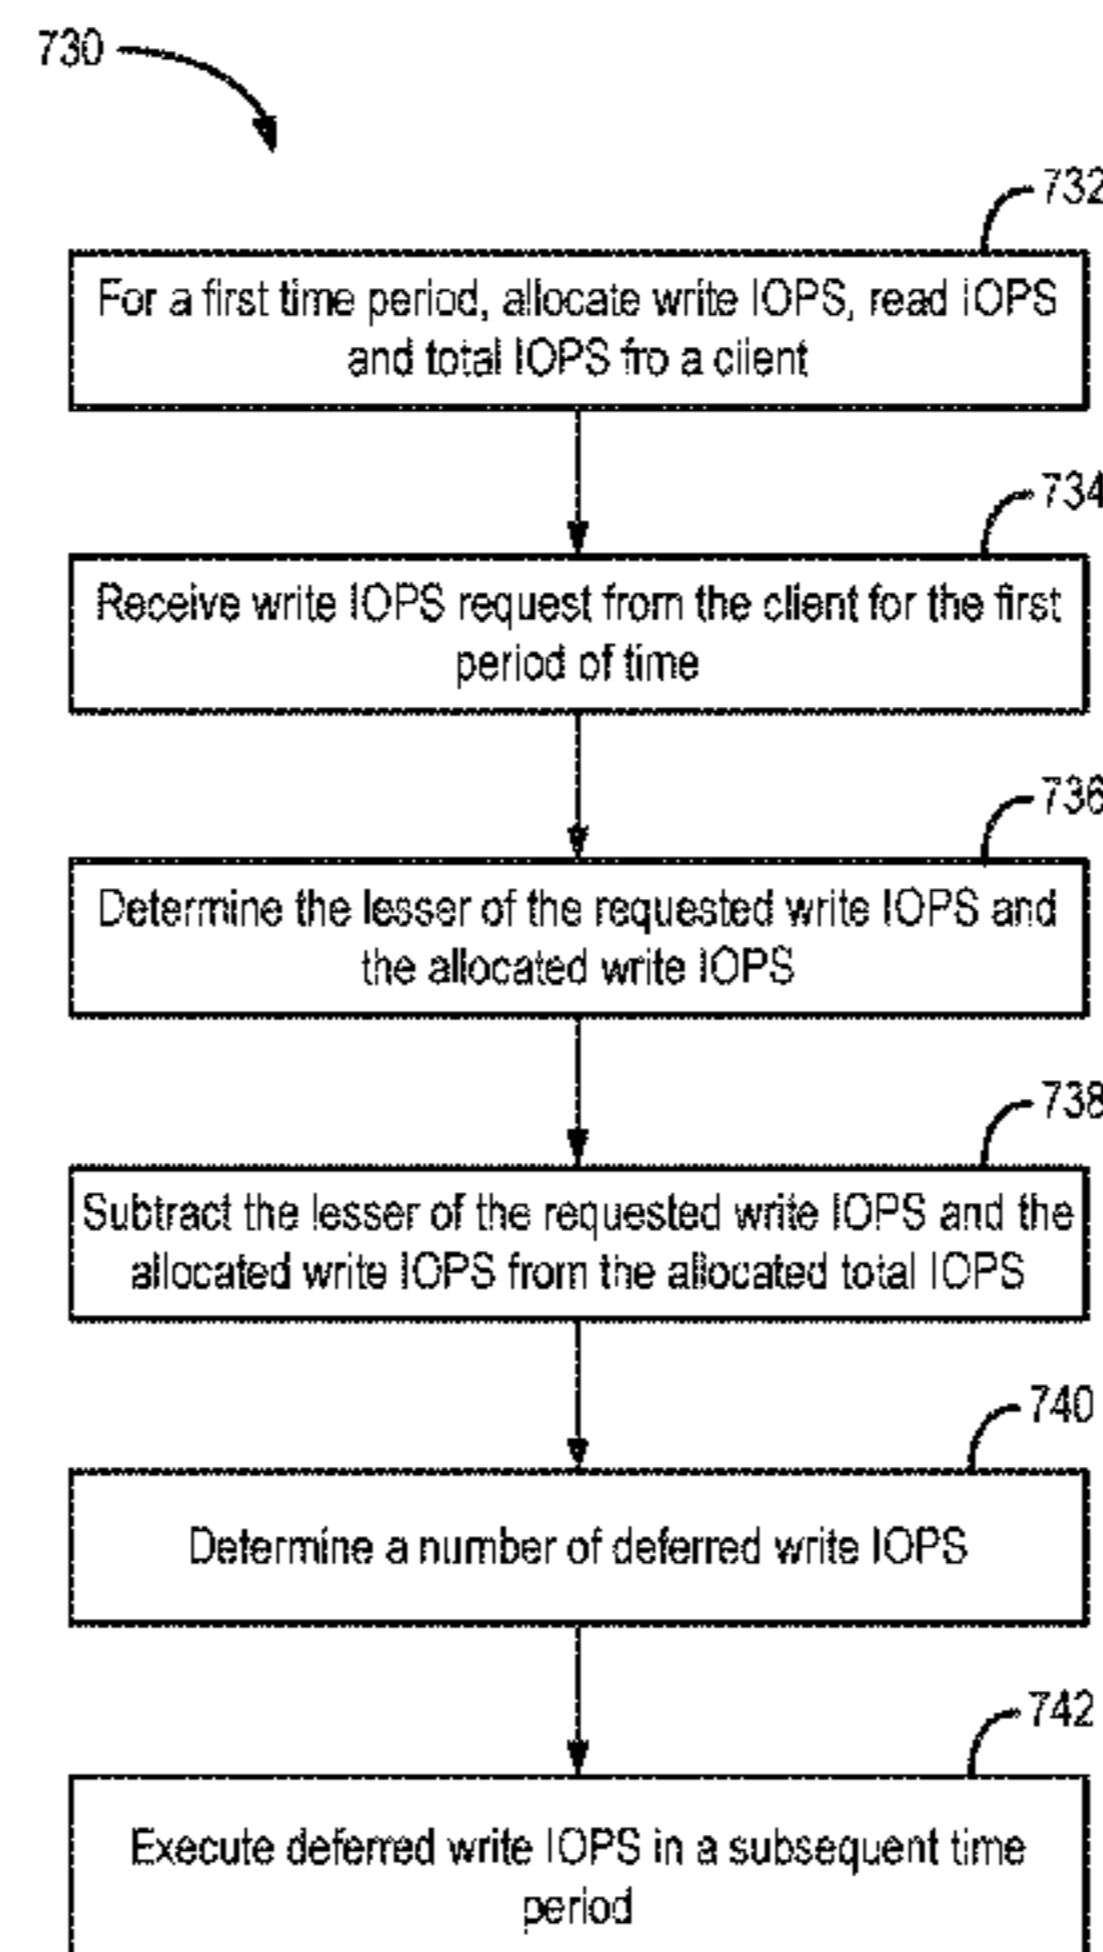 730
732
For a first time period, allocate write IOPS, read IOPS
and total IOPS fro a client
734
Receive write IOPS request from the client for the first
period of time
736
Determine the lesser of the requested write IOPS and
the allocated write IOPS
738
Subtract the lesser of the requested write IOPS and the
allocated write IOPS from the allocated total IOPS
740
Determine a number of deferred write IOPS
742
Execute deferred write IOPS in a subsequent time
period